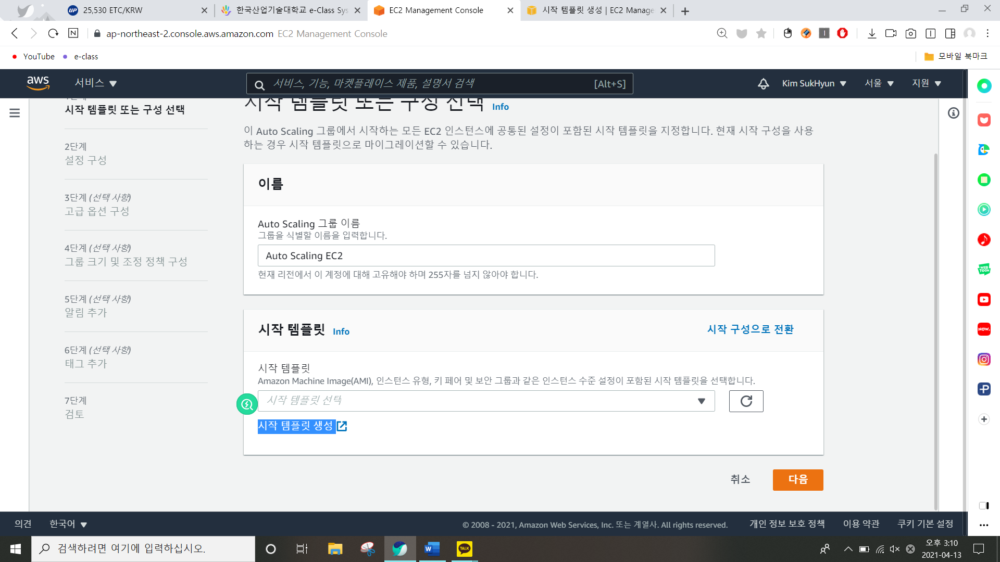 25,530 ETC/KRW
한국산업기술대학교 e-Class Sys
EC2 Management Console
시작 템플릿 생성 | EC2 Manage
ap-northeast-2.console.aws.amazon.com EC2 Management Console
YouTube
e-class
모바일 북마크
aws
서비스
서비스, 기능, 마켓플레이스 제품, 설명서 검색
[Alt+S]
Kim SukHyun
서울
지원
시작 템플릿 또는 구성 선택
2단계
설정 구성
3단계 (선택 사항)
고급 옵션 구성
4단계 (선택 사항)
그룹 크기 및 조정 정책 구성
5단계 (선택 사항)
알림 추가
6단계 (선택 사항)
태그 추가
7단계
검토
시작 템플릿 또는 구성 선택 Info
이 Auto Scaling 그룹에서 시작하는 모든 EC2 인스턴스에 공통된 설정이 포함된 시작 템플릿을 지정합니다. 현재 시작 구성을 사용
하는 경우 시작 템플릿으로 마이그레이션할 수 있습니다.
이름
Auto Scaling 그룹 이름
그룹을 식별할 이름을 입력합니다.
Auto Scaling EC2
현재 리전에서 이 계정에 대해 고유해야 하며 255자를 넘지 않아야 합니다.
시작 템플릿 Info
시작 구성으로 전환
시작 템플릿
Amazon Machine Image(AMI), 인스턴스 유형, 키 페어 및 보안 그룹과 같은 인스턴스 수준 설정이 포함된 시작 템플릿을 선택합니다.
시작 템플릿 선택
시작 템플릿 생성
취소
다음
의견
한국어
© 2008 - 2021, Amazon Web Services, Inc. 또는 계열사. All rights reserved.
개인 정보 보호 정책
이용 약관
쿠키 기본 설정
검색하려면 여기에 입력하십시오.
오후 3:10
2021-04-13
UP
N
WEB
TOON
NOW.
TALK